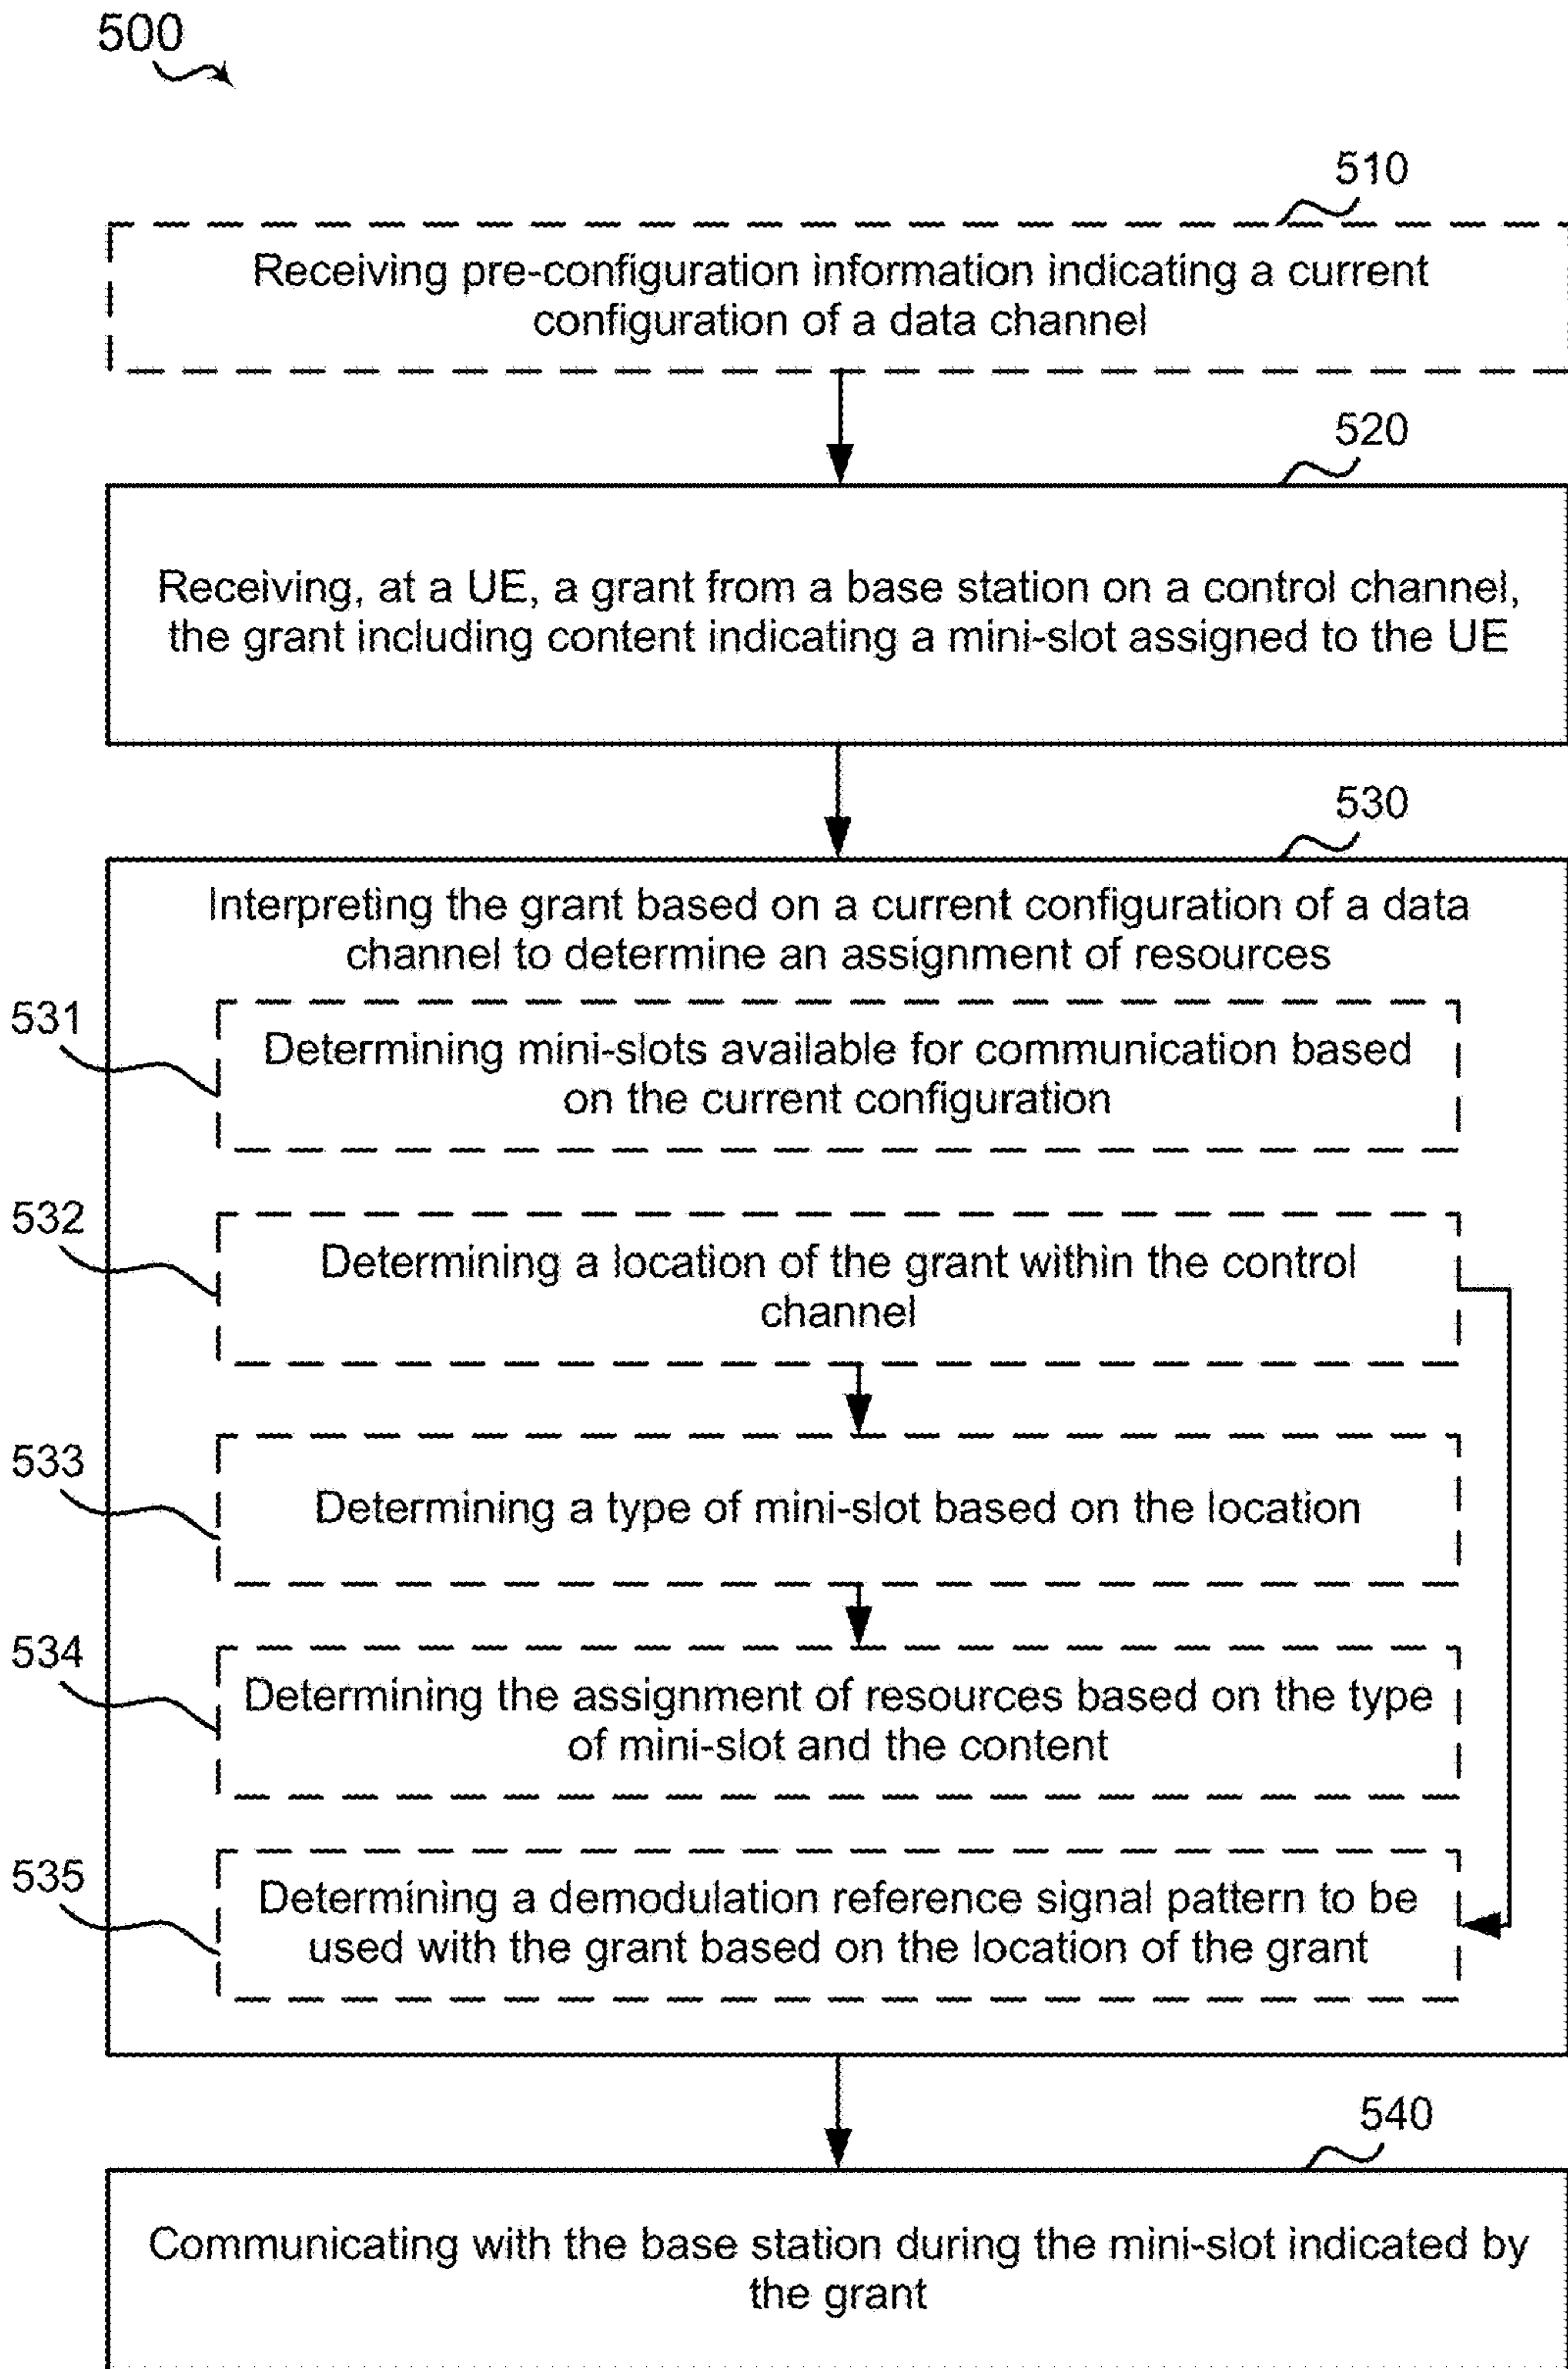 500
510
Receiving pre-configuration information indicating a current
configuration of a data channel
520
Receiving, at a UE, a grant from a base station on a control channel,
the grant including content indicating a mini-slot assigned to the UE
530
Interpreting the grant based on a current configuration of a data
channel to determine an assignment of resources
531
Determining mini-slots available for communication based
on the current configuration
532
Determining a location of the grant within the control
channel
533
Determining a type of mini-slot based on the location
534
Determining the assignment of resources based on the type
of mini-slot and the content
535
Determining a demodulation reference signal pattern to be
used with the grant based on the location of the grant
540
Communicating with the base station during the mini-slot indicated by
the grant